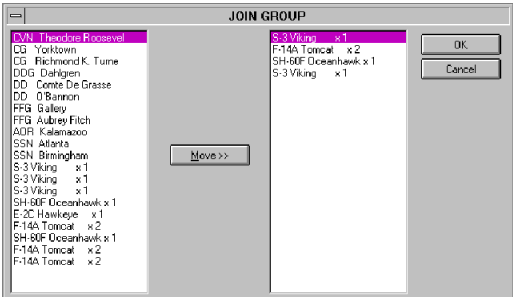 JOIN GROUP
CVN Theodore Roosevel
CG Yorktown
CG Richmond K. Turne
DDG Dahlgren
DD Comte De Grasse
DD O'Bannon
FFG Gallery
FFG Aubrey Fitch
AOR Kalamazoo
SSN Atlanta
SSN Birmingham
S-3 Viking x 1
S-3 Viking x 1
S-3 Viking x 1
SH-60F Oceanhawk x 1
E-2C Hawkeye x 1
F-14A Tomcat x 2
SH-60F Oceanhawk x 1
F-14A Tomcat x 2
F-14A Tomcat x 2
Move >>
S-3 Viking x 1
F-14A Tomcat x 2
SH-60F Oceanhawk x 1
S-3 Viking x 1
OK
Cancel